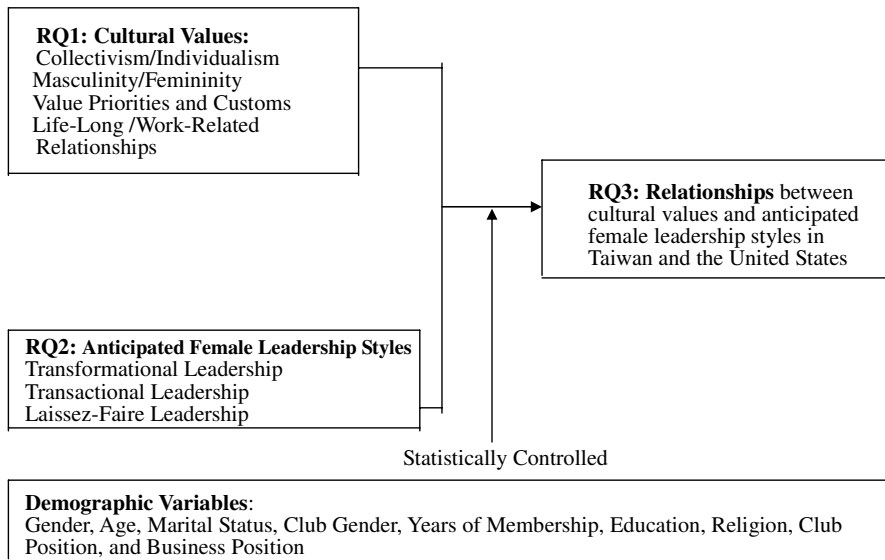 RQ1: Cultural Values:
Collectivism/Individualism
Masculinity/Femininity
Value Priorities and Customs
Life-Long /Work-Related
Relationships
RQ3: Relationships between
cultural values and anticipated
female leadership styles in
Taiwan and the United States
RQ2: Anticipated Female Leadership Styles
Transformational Leadership
Transactional Leadership
Laissez-Faire Leadership
Statistically Controlled
Demographic Variables:
Gender, Age, Marital Status, Club Gender, Years of Membership, Education, Religion, Club
Position, and Business Position